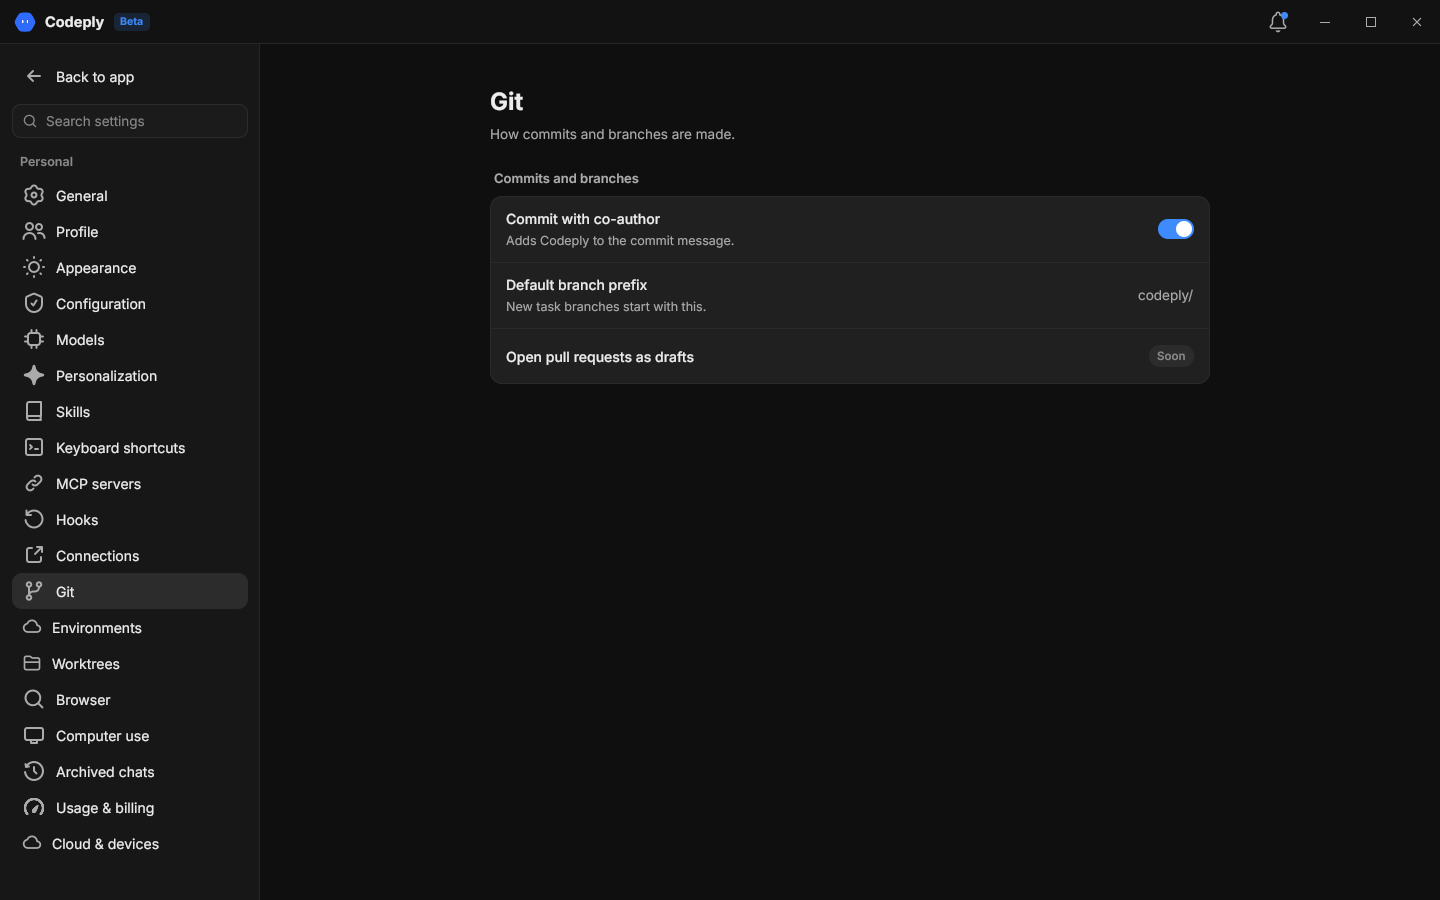 Codeply Beta
Back to app
Search settings
Personal
General
Profile
Appearance
Configuration
Models
Personalization
Skills
Keyboard shortcuts
MCP servers
Hooks
Connections
Git
Environments
Worktrees
Browser
Computer use
Archived chats
Usage & billing
Cloud & devices
Git
How commits and branches are made.
Commits and branches
Commit with co-author
Adds Codeply to the commit message.
Default branch prefix
New task branches start with this.
codeply/
Open pull requests as drafts
Soon